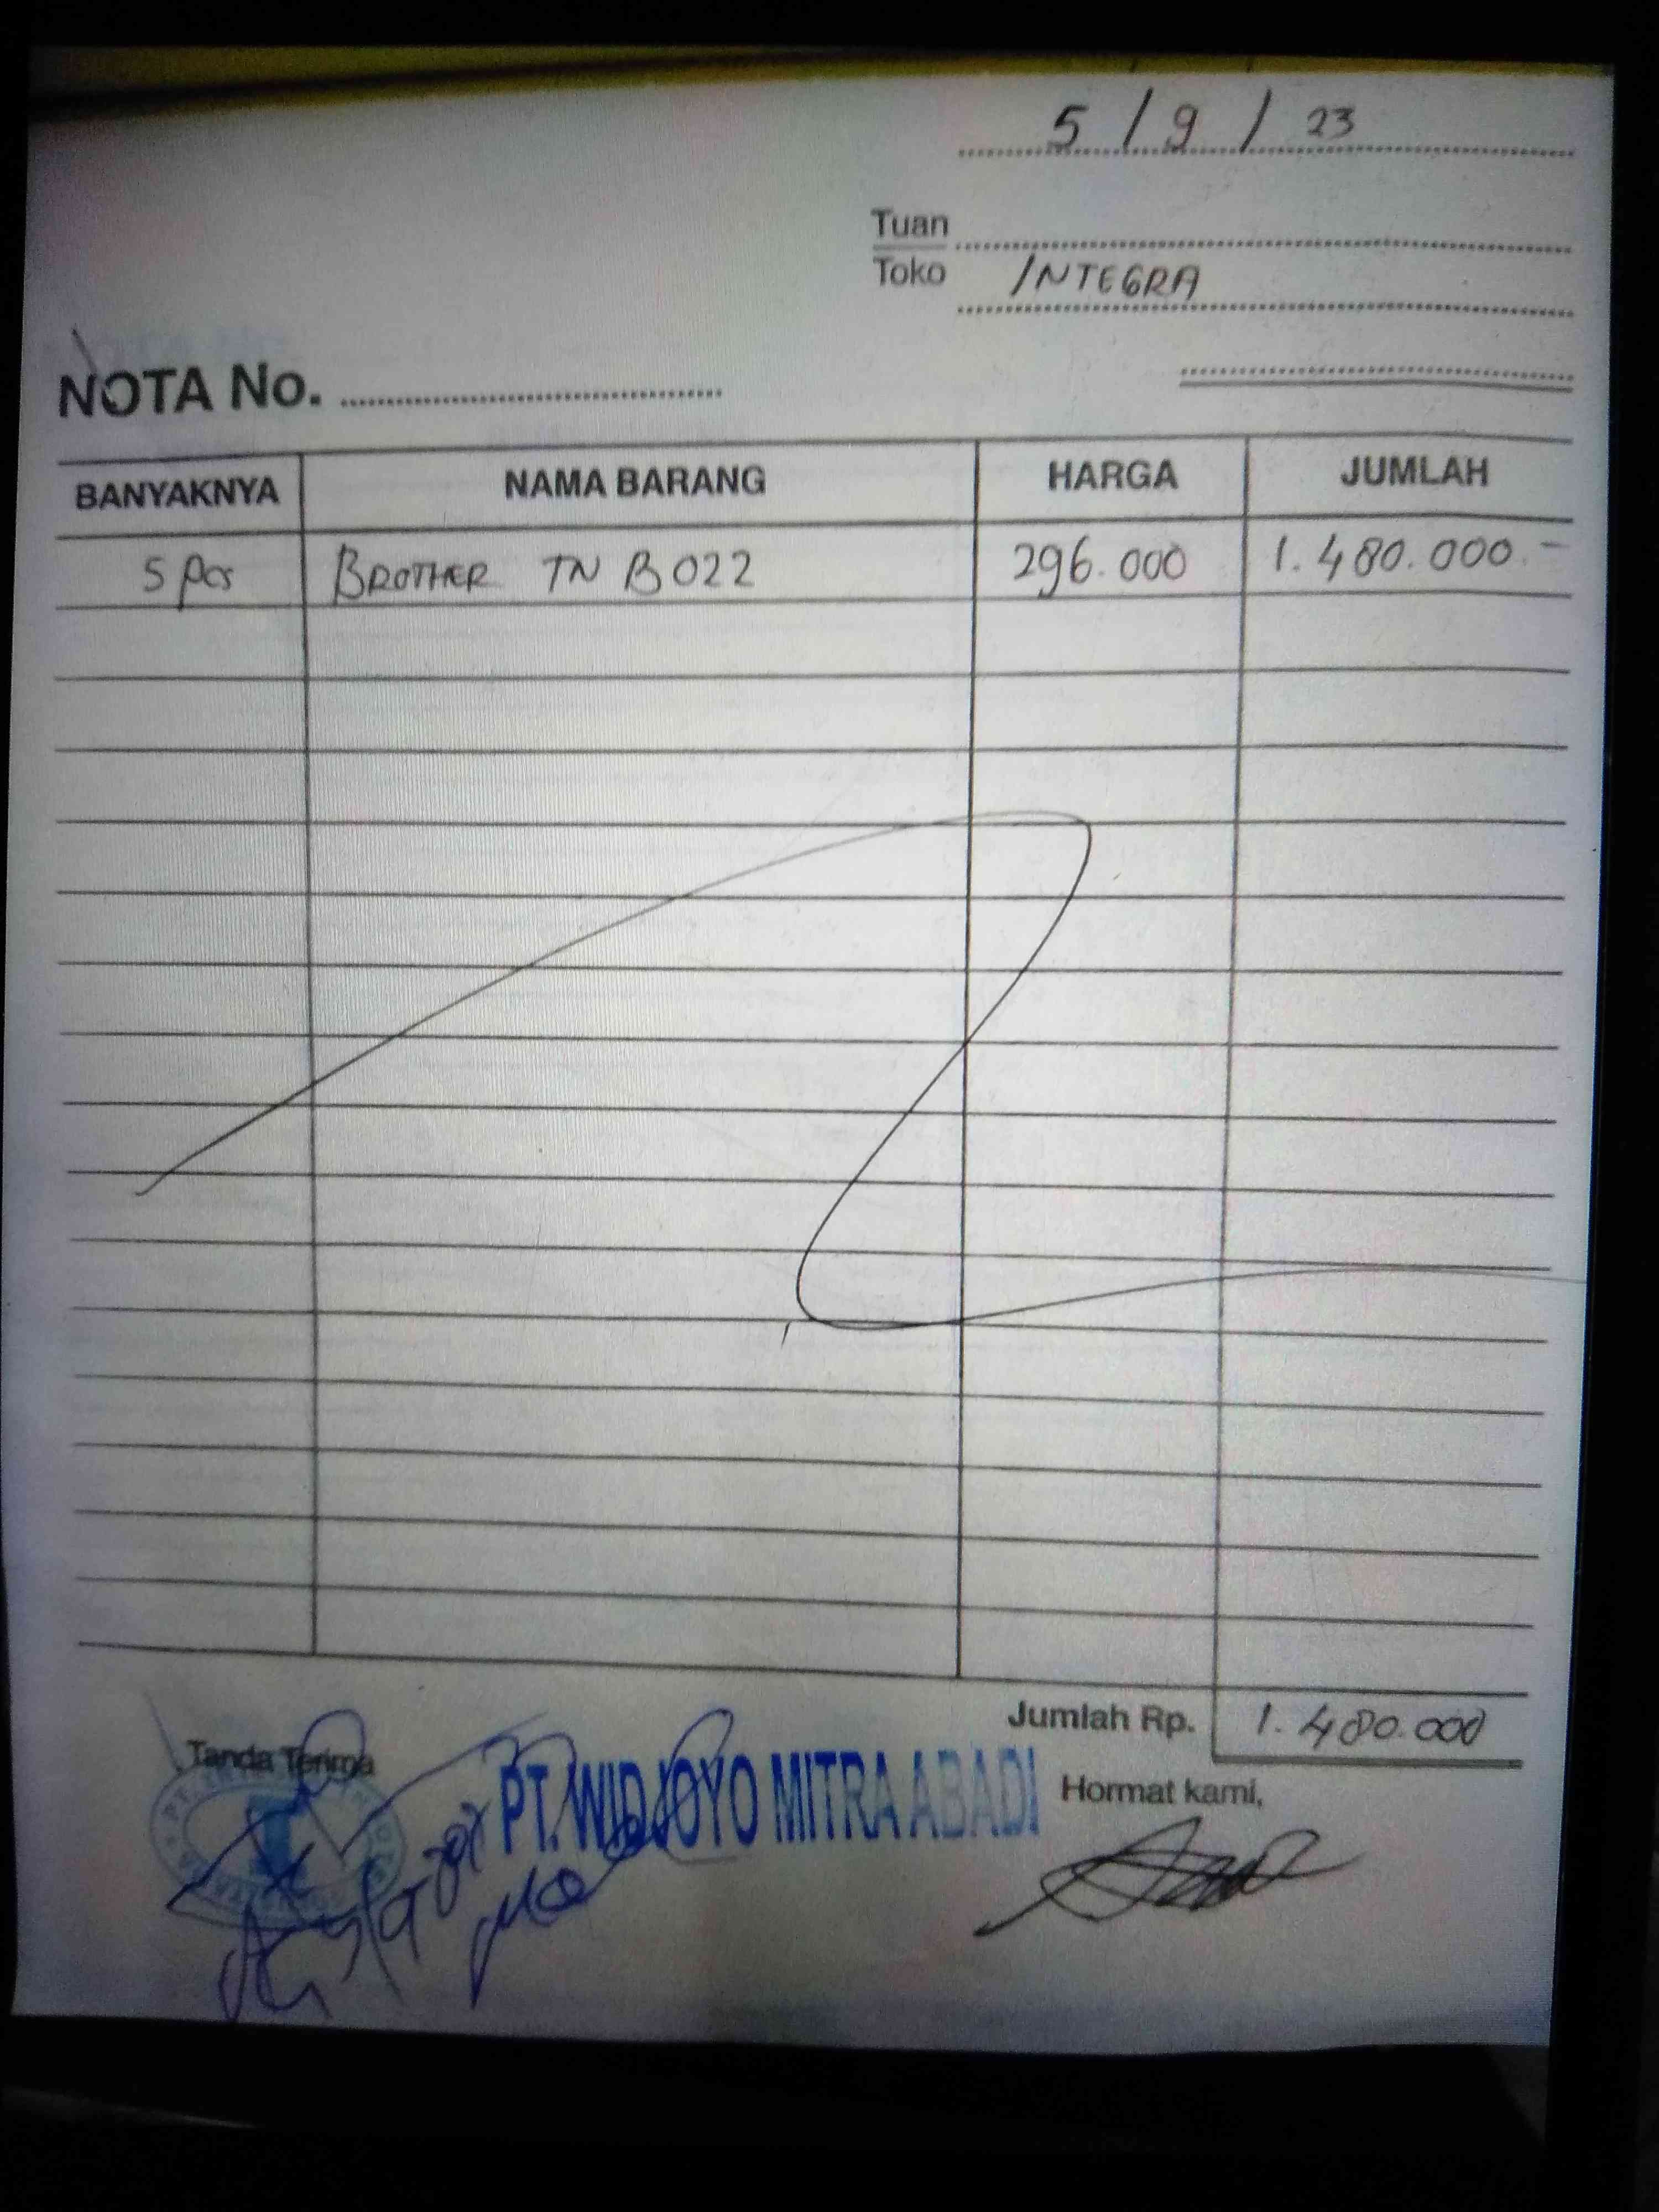 5 / 9 / 23
Tuan
Toko INTEGRA
NOTA No.
BANYAKNYA NAMA BARANG HARGA JUMLAH
5 pcs BROTHER TN B022 296.000 1.480.000.-
Jumlah Rp. 1.480.000
Tanda Terima
PT. WIDJOYO MITRA ABADI
Hormat kami,